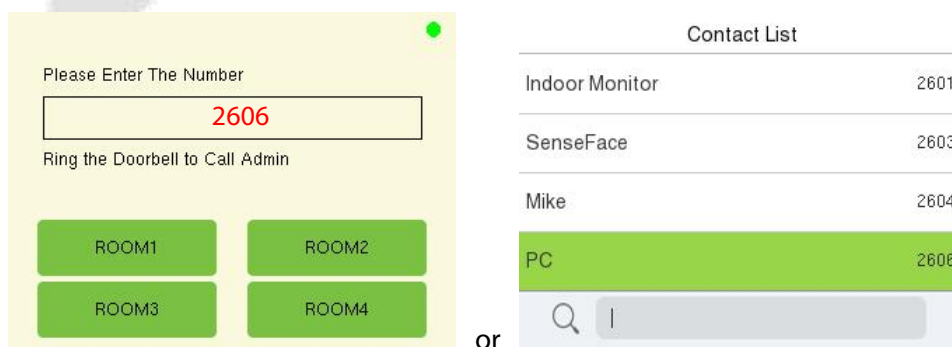 Please Enter The Number
2606
Ring the Doorbell to Call Admin
ROOM1 ROOM2
ROOM3 ROOM4
or
Contact List
Indoor Monitor 2601
SenseFace 2603
Mike 2604
PC 2606